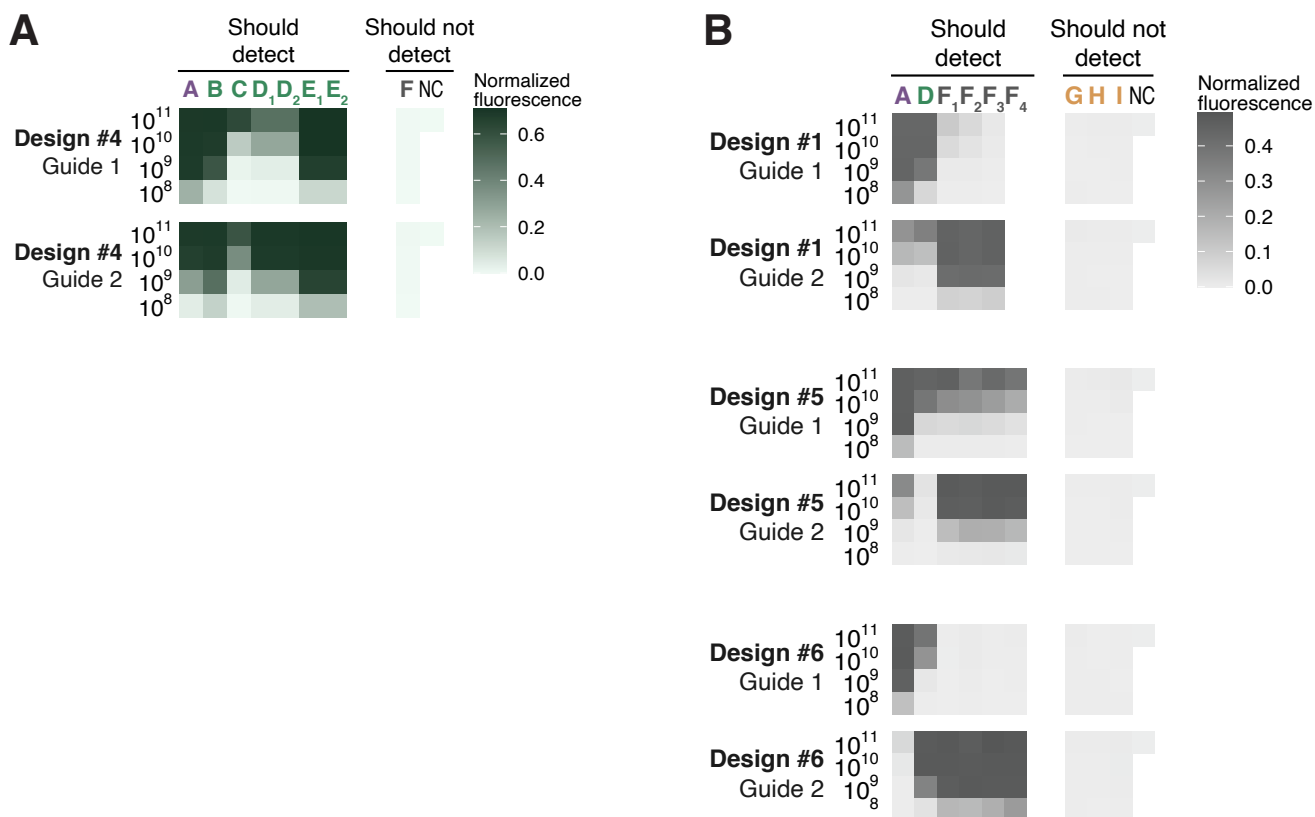 A
Should detect
Should not detect
A B C D1 D2 E1 E2
F NC
Normalized fluorescence
0.6
0.4
0.2
0.0
Design #4
Guide 1
10^11
10^10
10^9
10^8
Design #4
Guide 2
10^11
10^10
10^9
10^8
B
Should detect
Should not detect
A D F1 F2 F3 F4
G H I NC
Normalized fluorescence
0.4
0.3
0.2
0.1
0.0
Design #1
Guide 1
10^11
10^10
10^9
10^8
Design #1
Guide 2
10^11
10^10
10^9
10^8
Design #5
Guide 1
10^11
10^10
10^9
10^8
Design #5
Guide 2
10^11
10^10
10^9
10^8
Design #6
Guide 1
10^11
10^10
10^9
10^8
Design #6
Guide 2
10^11
10^10
10^9
8